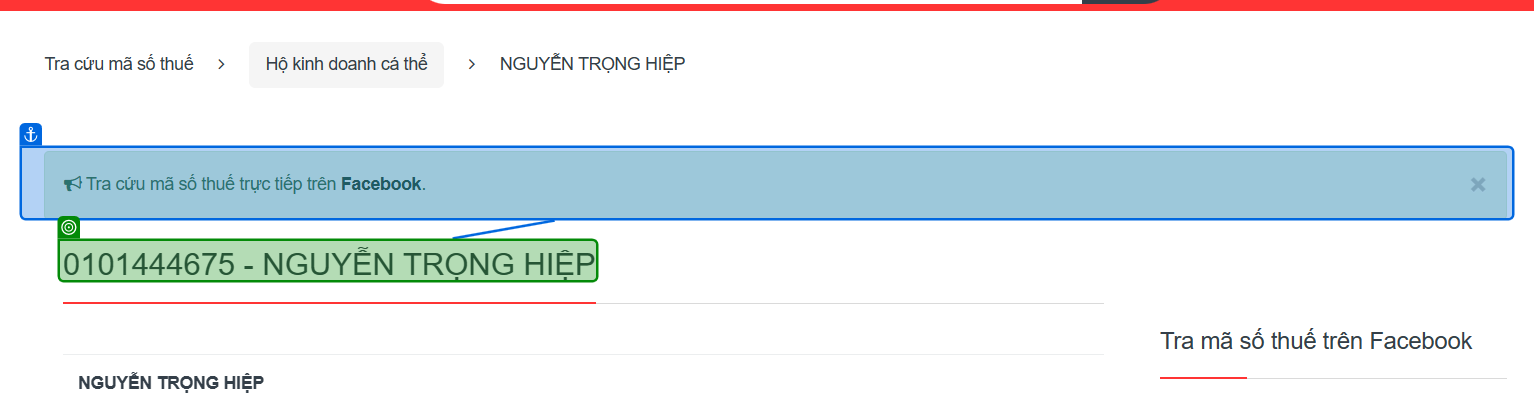 Tra cứu mã số thuế > Hộ kinh doanh cá thể > NGUYỄN TRỌNG HIỆP
Tra cứu mã số thuế trực tiếp trên Facebook. ×
0101444675 - NGUYỄN TRỌNG HIỆP
Tra mã số thuế trên Facebook
NGUYỄN TRỌNG HIỆP